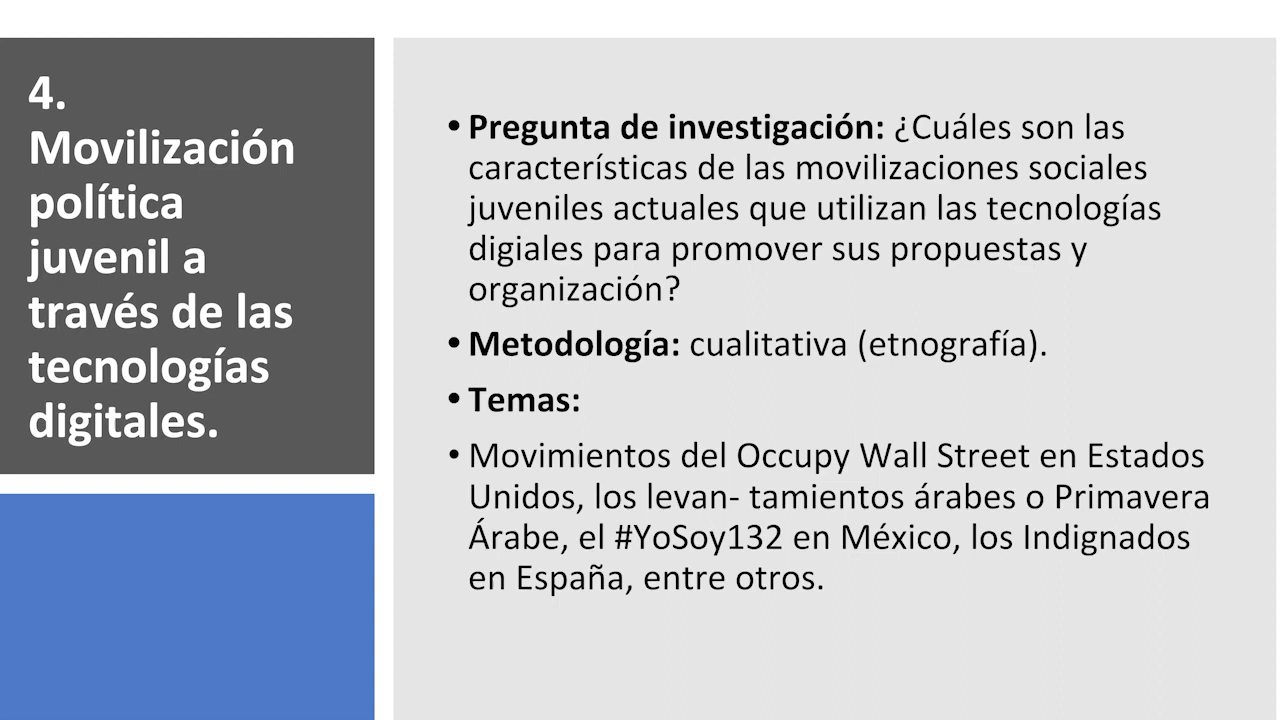 4.
Movilización
política
juvenil a
través de las
tecnologías
digitales.
• Pregunta de investigación: ¿Cuáles son las
características de las movilizaciones sociales
juveniles actuales que utilizan las tecnologías
digiales para promover sus propuestas y
organización?
• Metodología: cualitativa (etnografía).
• Temas:
• Movimientos del Occupy Wall Street en Estados
Unidos, los levan- tamientos árabes o Primavera
Árabe, el #YoSoy132 en México, los Indignados
en España, entre otros.